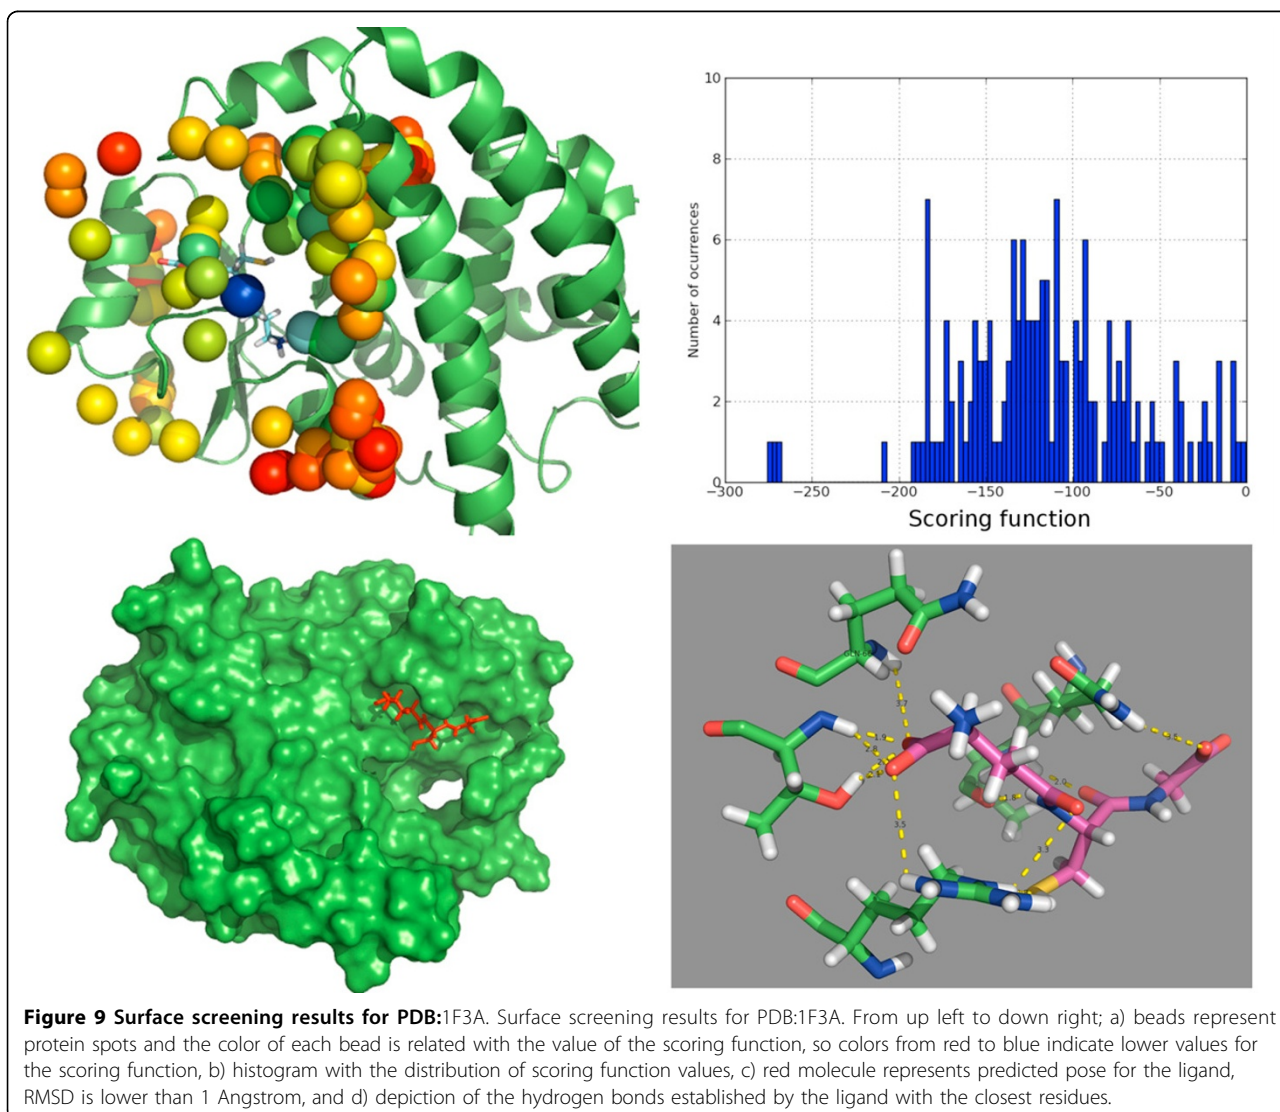 10
8
6
4
2
0
Number of ocurrences
−300 −250 −200 −150 −100 −50 0
Scoring function
3.5
3.3
Figure 9 Surface screening results for PDB:1F3A. Surface screening results for PDB:1F3A. From up left to down right; a) beads represent
protein spots and the color of each bead is related with the value of the scoring function, so colors from red to blue indicate lower values for
the scoring function, b) histogram with the distribution of scoring function values, c) red molecule represents predicted pose for the ligand,
RMSD is lower than 1 Angstrom, and d) depiction of the hydrogen bonds established by the ligand with the closest residues.